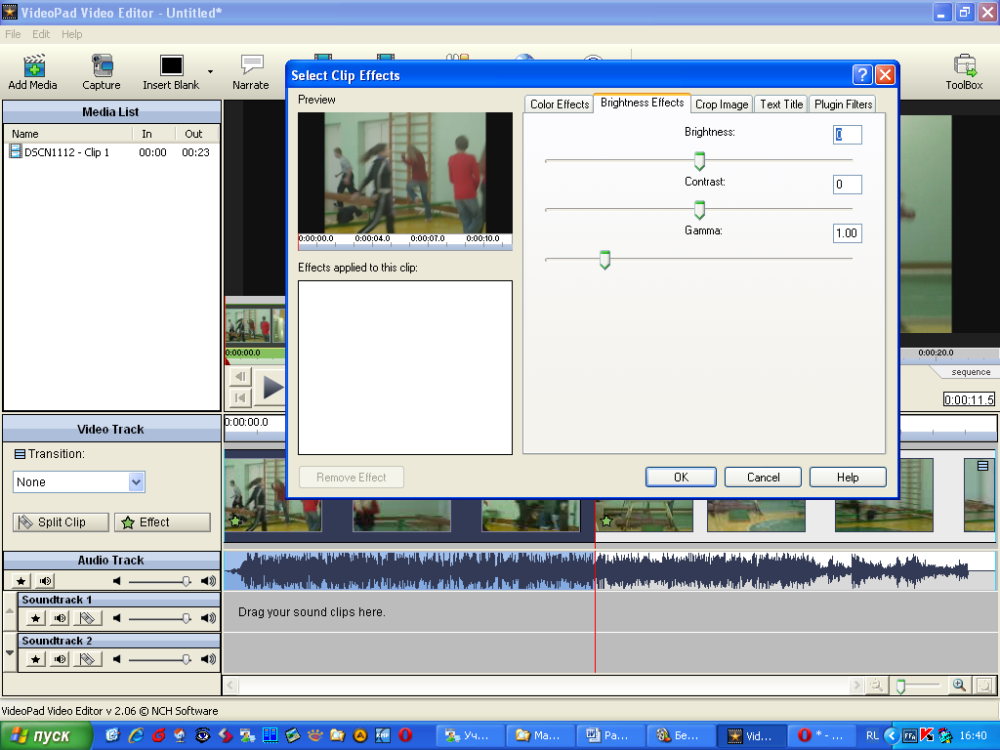 VideoPad Video Editor - Untitled*
File Edit Help
Add Media Capture Insert Blank Narrate ToolBox
Select Clip Effects
Media List
Name In Out
DSCN1112 - Clip 1 00:00 00:23
Preview
0:00:00.0 0:00:04.0 0:00:07.0 0:00:10.0
Effects applied to this clip:
Remove Effect
Color Effects Brightness Effects Crop Image Text Title Plugin Filters
Brightness: 0
Contrast: 0
Gamma: 1.00
OK Cancel Help
0:00:00.0 0:00:20.0
sequence
0:00:11.5
0:00:00.0
Video Track
Transition:
None
Split Clip Effect
Audio Track
Soundtrack 1
Drag your sound clips here.
Soundtrack 2
VideoPad Video Editor v 2.06 © NCH Software
пуск Уч... Ма... Ра... Бе... Vid... * - ... RL 16:40